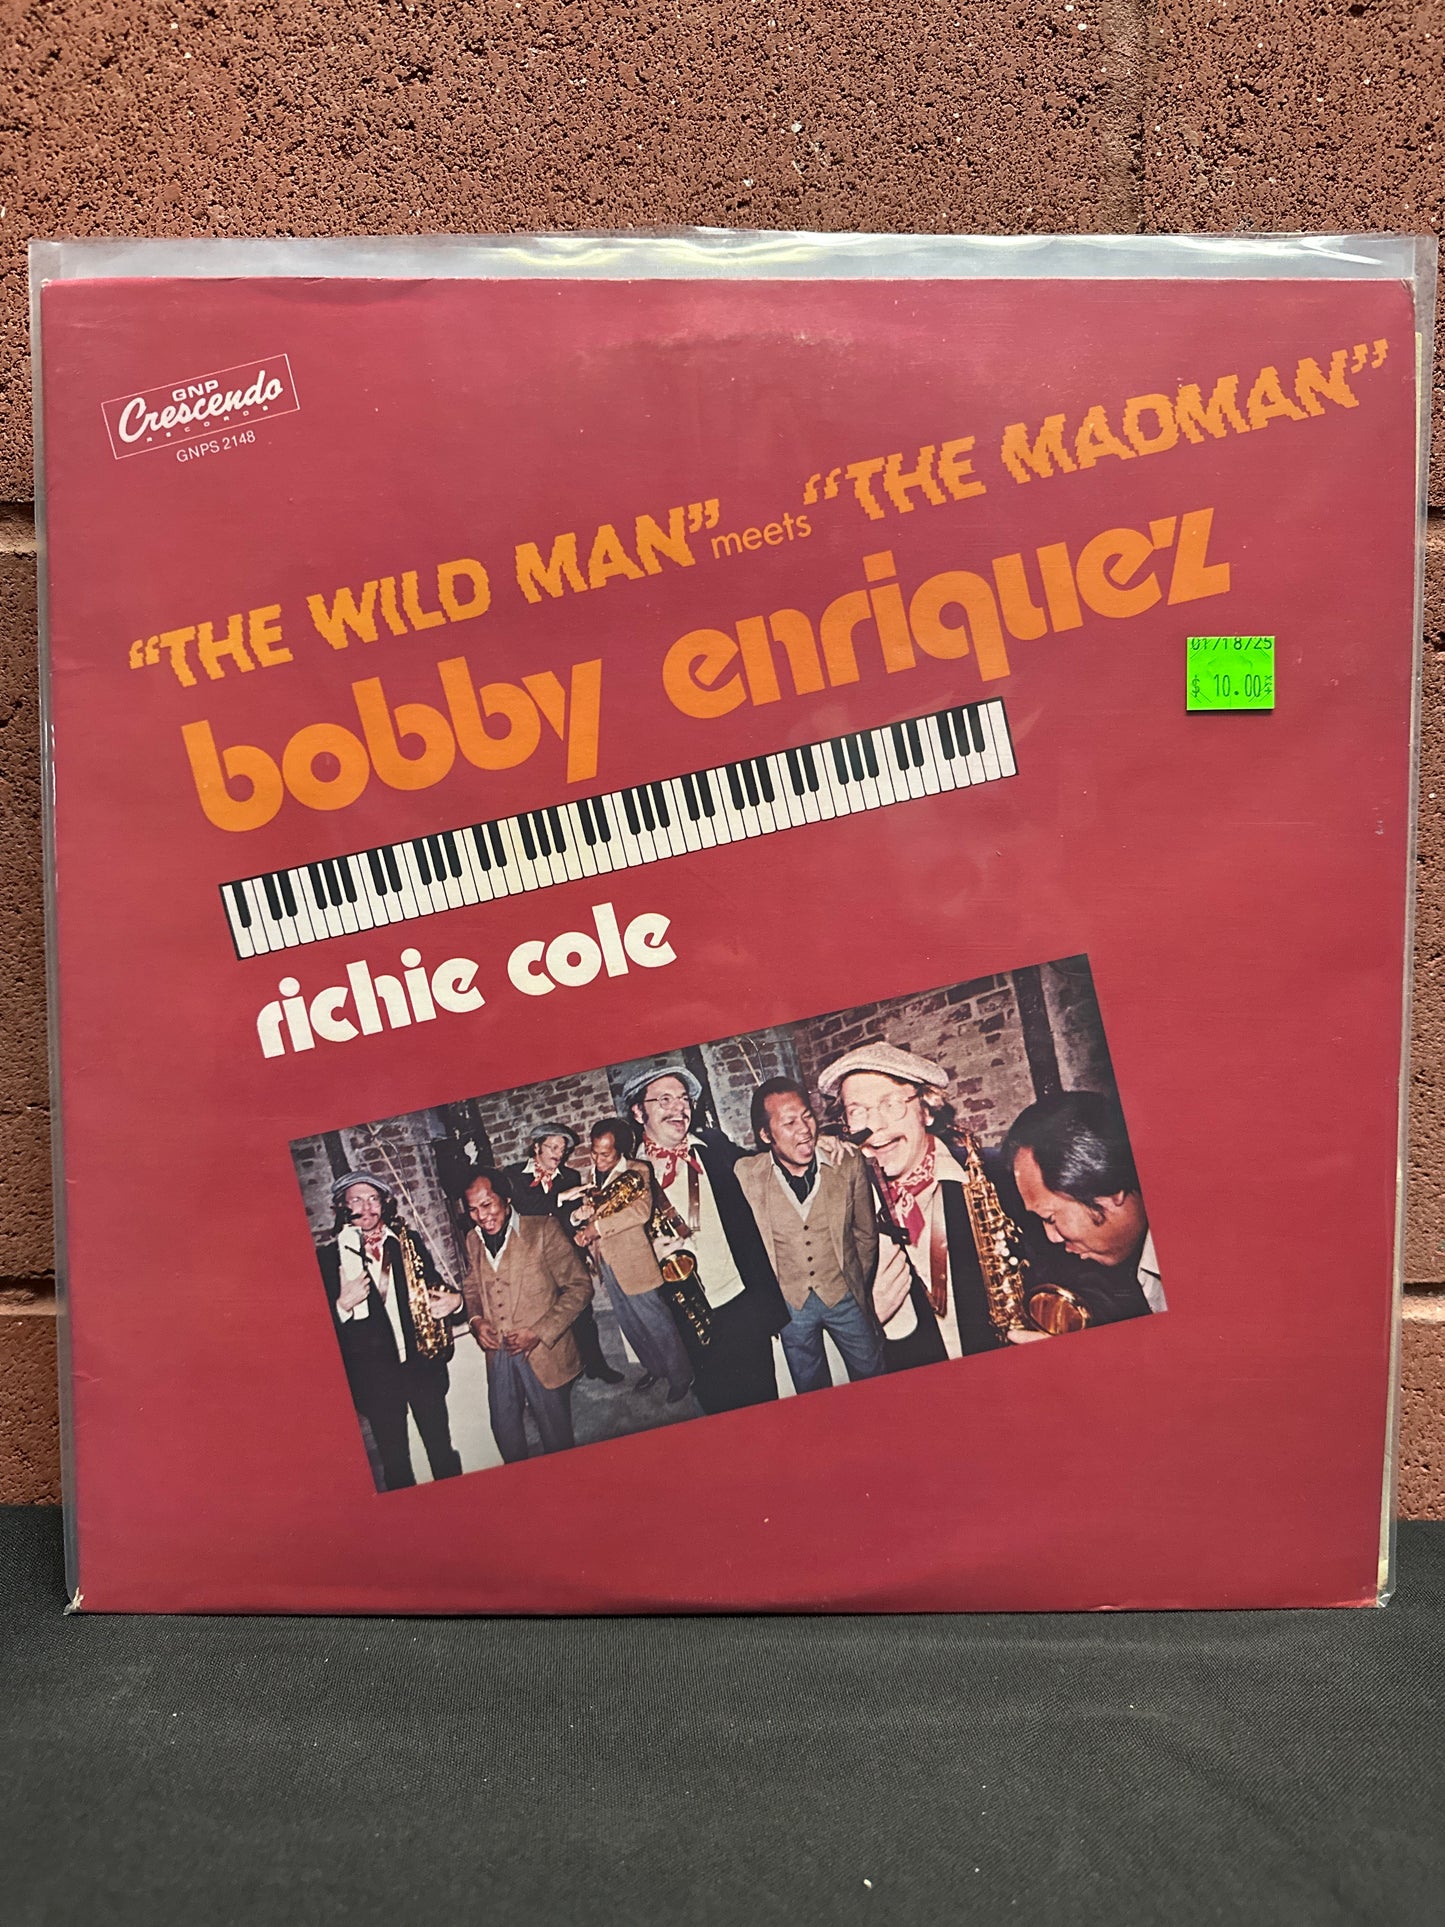 GNP
Crescendo
RECORDS
GNPS 2148
“THE WILD MAN” meets “THE MADMAN”
bobby enriquez
richie cole
01/18/25
$ 10.00